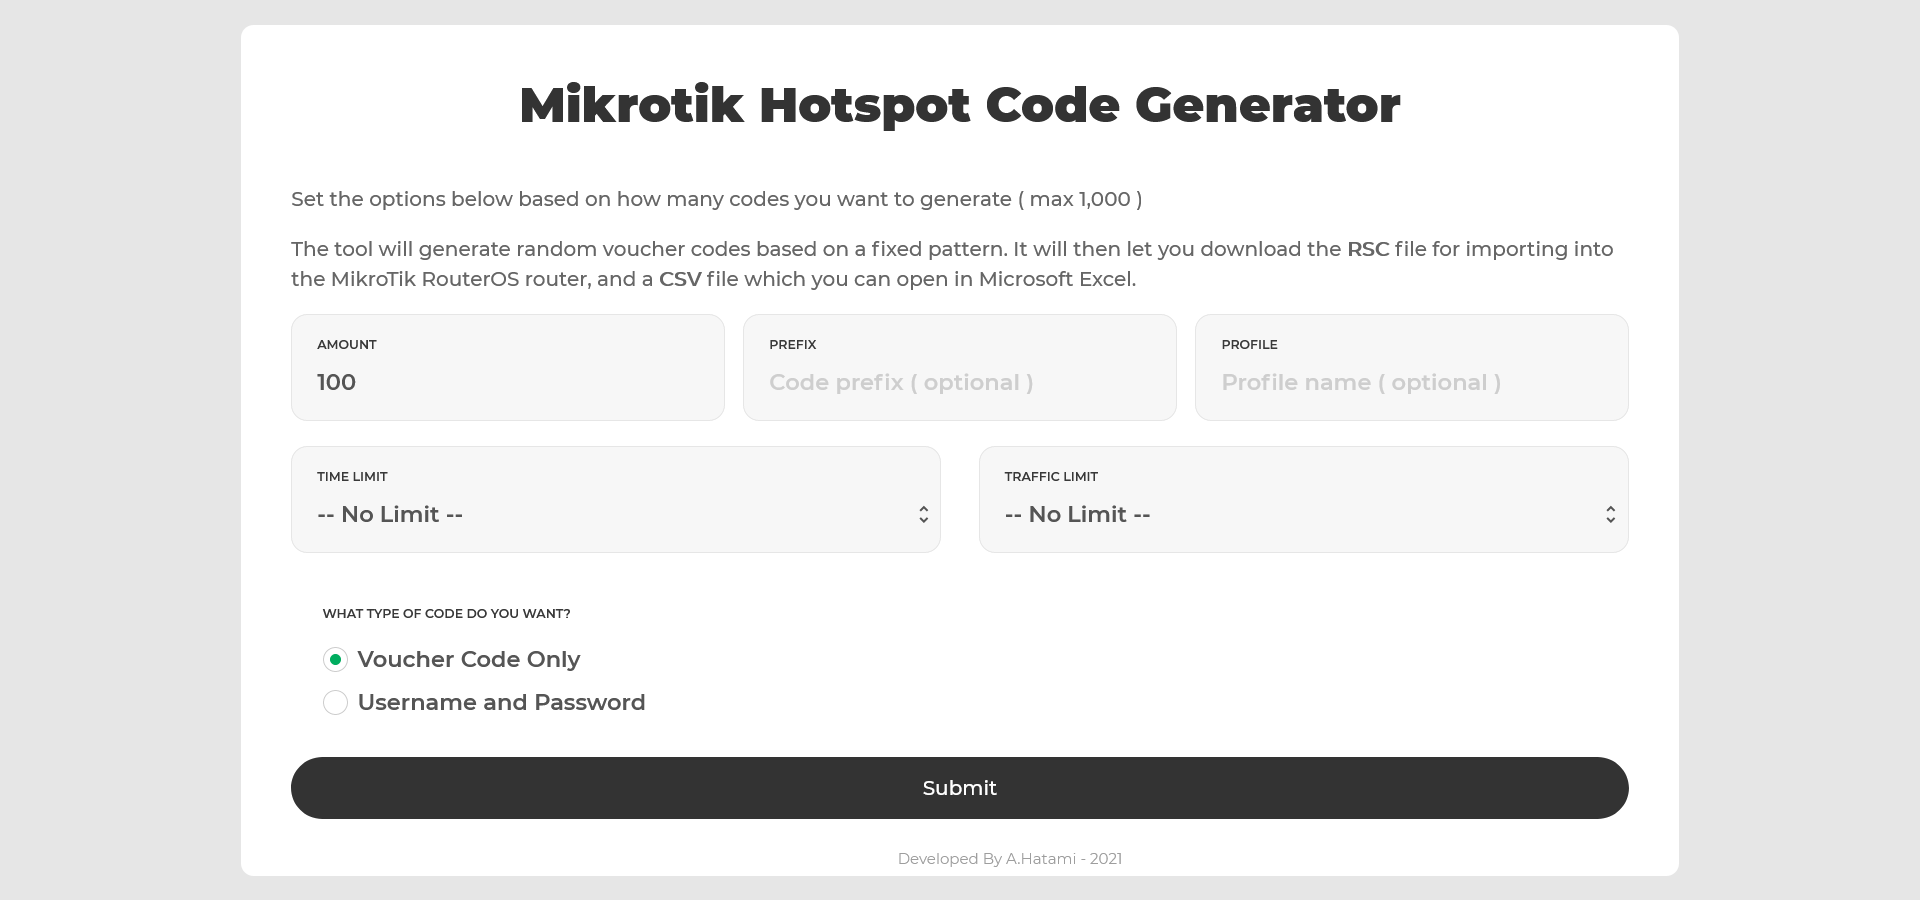 Mikrotik Hotspot Code Generator
Set the options below based on how many codes you want to generate ( max 1,000 )
The tool will generate random voucher codes based on a fixed pattern. It will then let you download the RSC file for importing into
the MikroTik RouterOS router, and a CSV file which you can open in Microsoft Excel.
AMOUNT
100
PREFIX
Code prefix ( optional )
PROFILE
Profile name ( optional )
TIME LIMIT
-- No Limit --
TRAFFIC LIMIT
-- No Limit --
WHAT TYPE OF CODE DO YOU WANT?
Voucher Code Only
Username and Password
Submit
Developed By A.Hatami - 2021